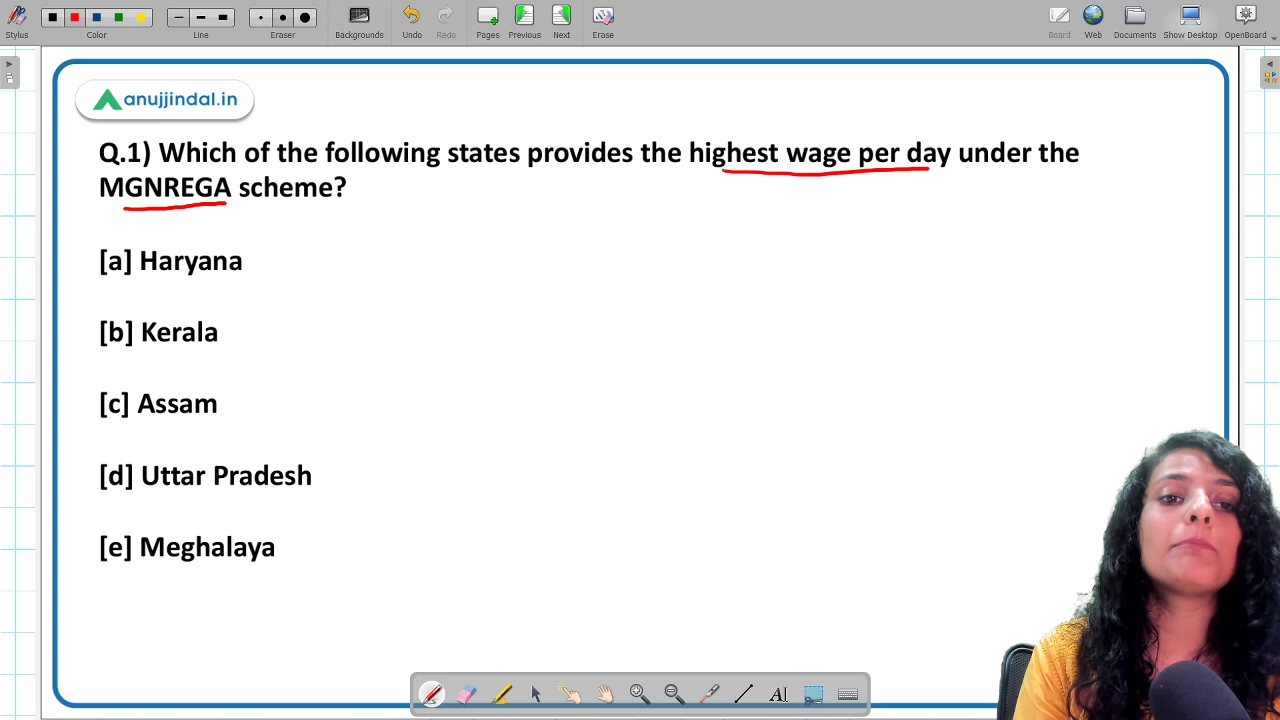 Stylus
Color
Line
Eraser
Backgrounds
Undo
Redo
Pages
Previous
Next
Erase
Board
Web
Documents
Show Desktop
OpenBoard
anujjindal.in
Q.1) Which of the following states provides the highest wage per day under the
MGNREGA scheme?
[a] Haryana
[b] Kerala
[c] Assam
[d] Uttar Pradesh
[e] Meghalaya
AI